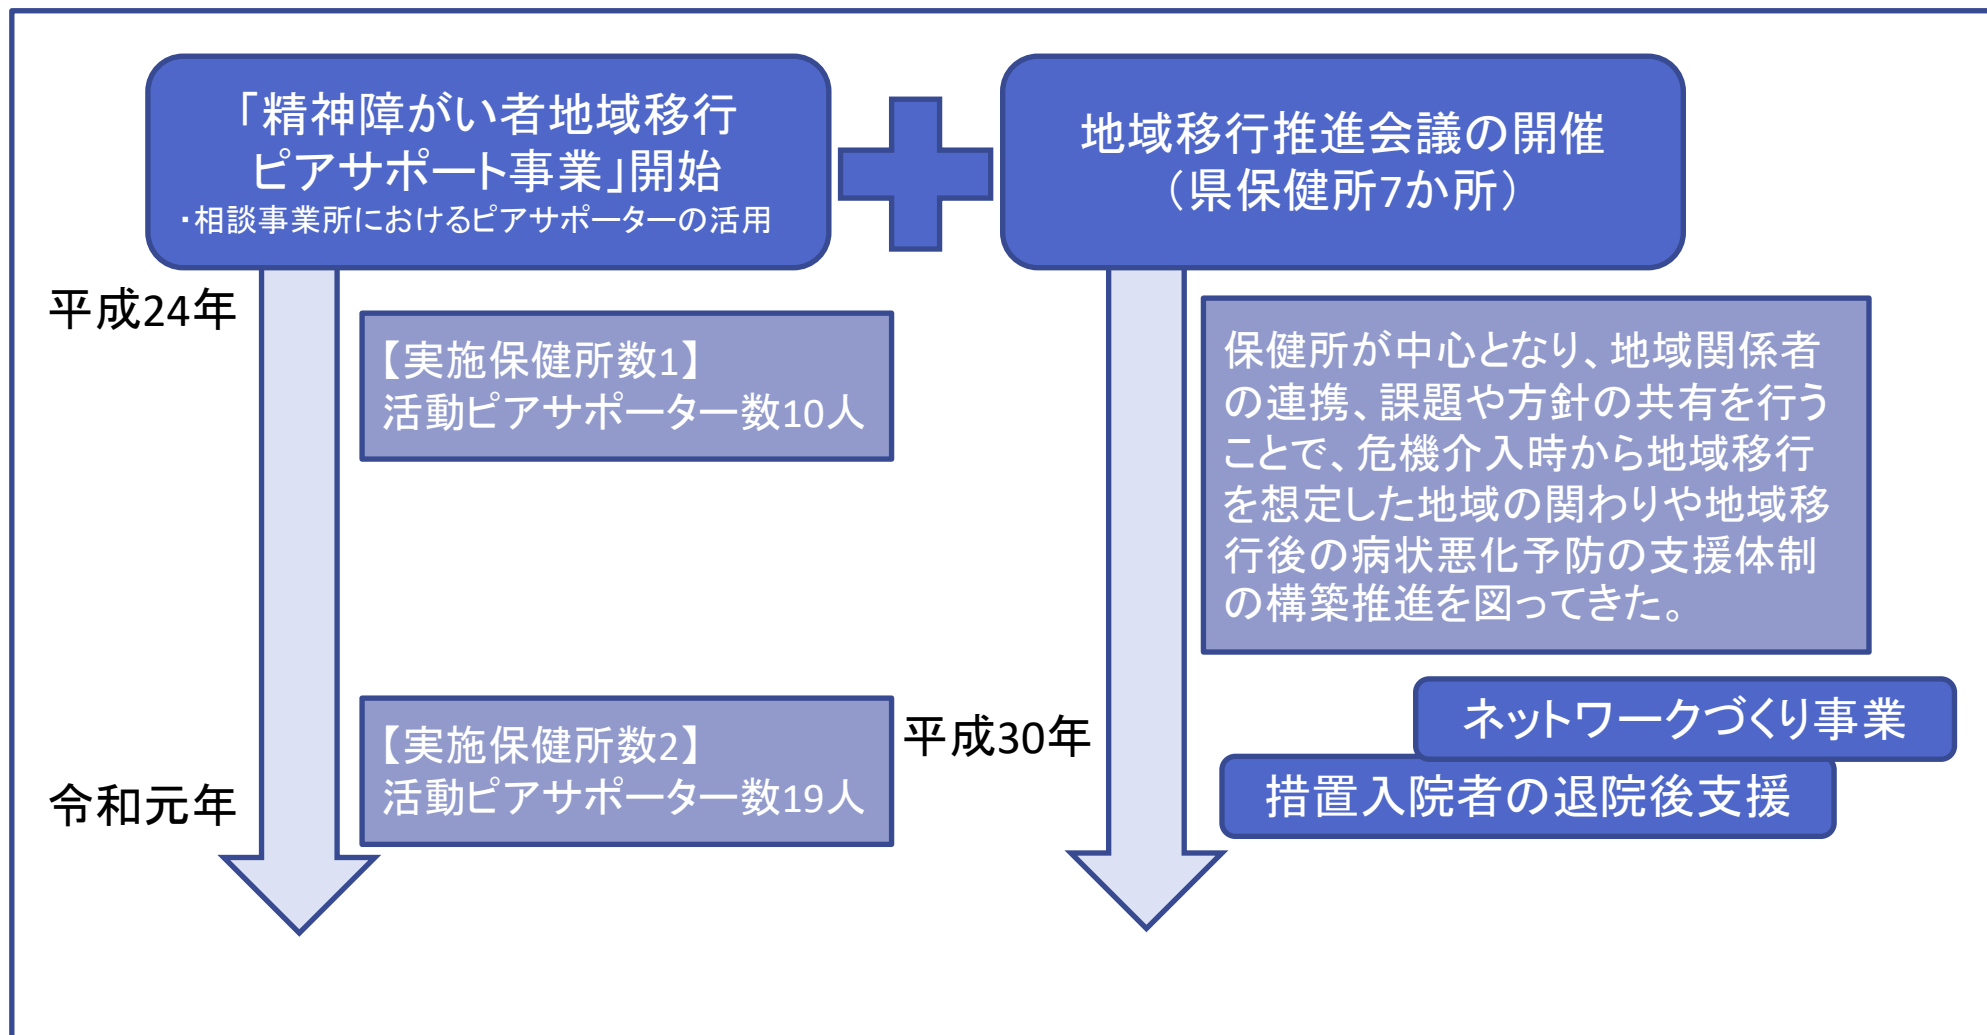 「精神障がい者地域移行
ピアサポート事業」開始
・相談事業所におけるピアサポーターの活用
地域移行推進会議の開催
（県保健所7か所）
平成24年
【実施保健所数1】
活動ピアサポーター数10人
保健所が中心となり、地域関係者
の連携、課題や方針の共有を行う
ことで、危機介入時から地域移行
を想定した地域の関わりや地域移
行後の病状悪化予防の支援体制
の構築推進を図ってきた。
令和元年
【実施保健所数2】
活動ピアサポーター数19人
平成30年
ネットワークづくり事業
措置入院者の退院後支援